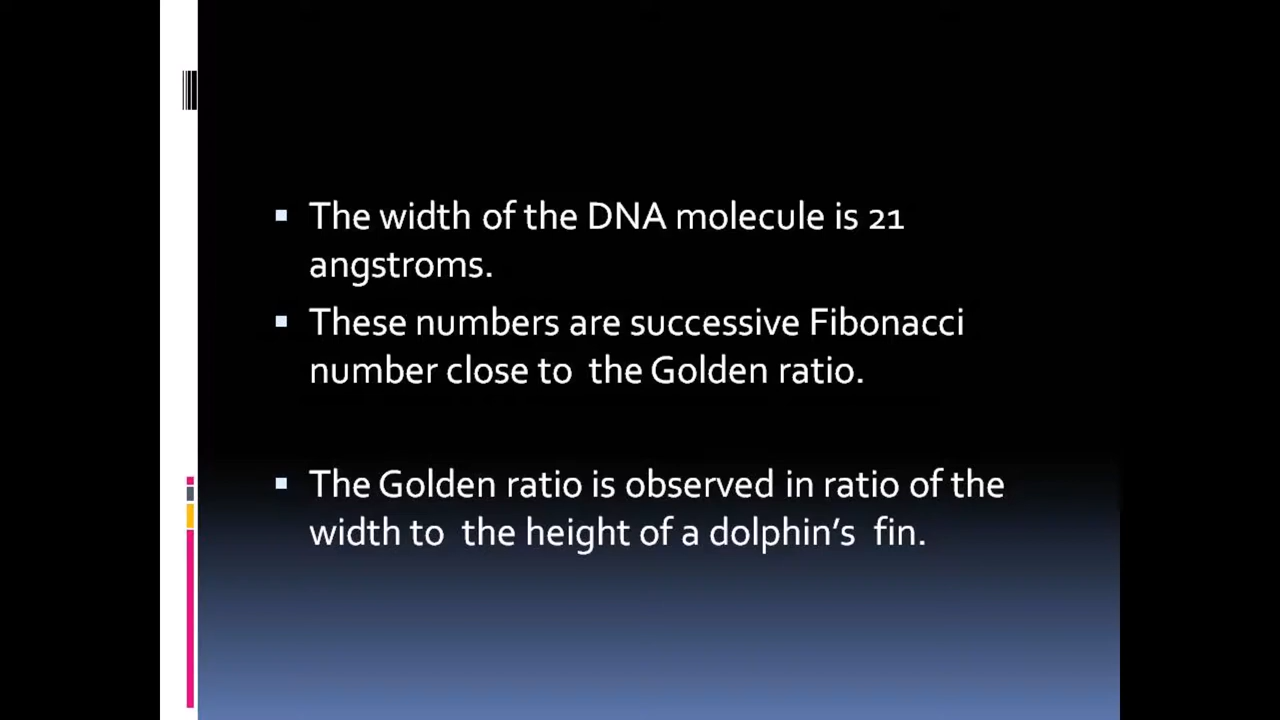 The width of the DNA molecule is 21
angstroms.
These numbers are successive Fibonacci
number close to the Golden ratio.
The Golden ratio is observed in ratio of the
width to the height of a dolphin’s fin.